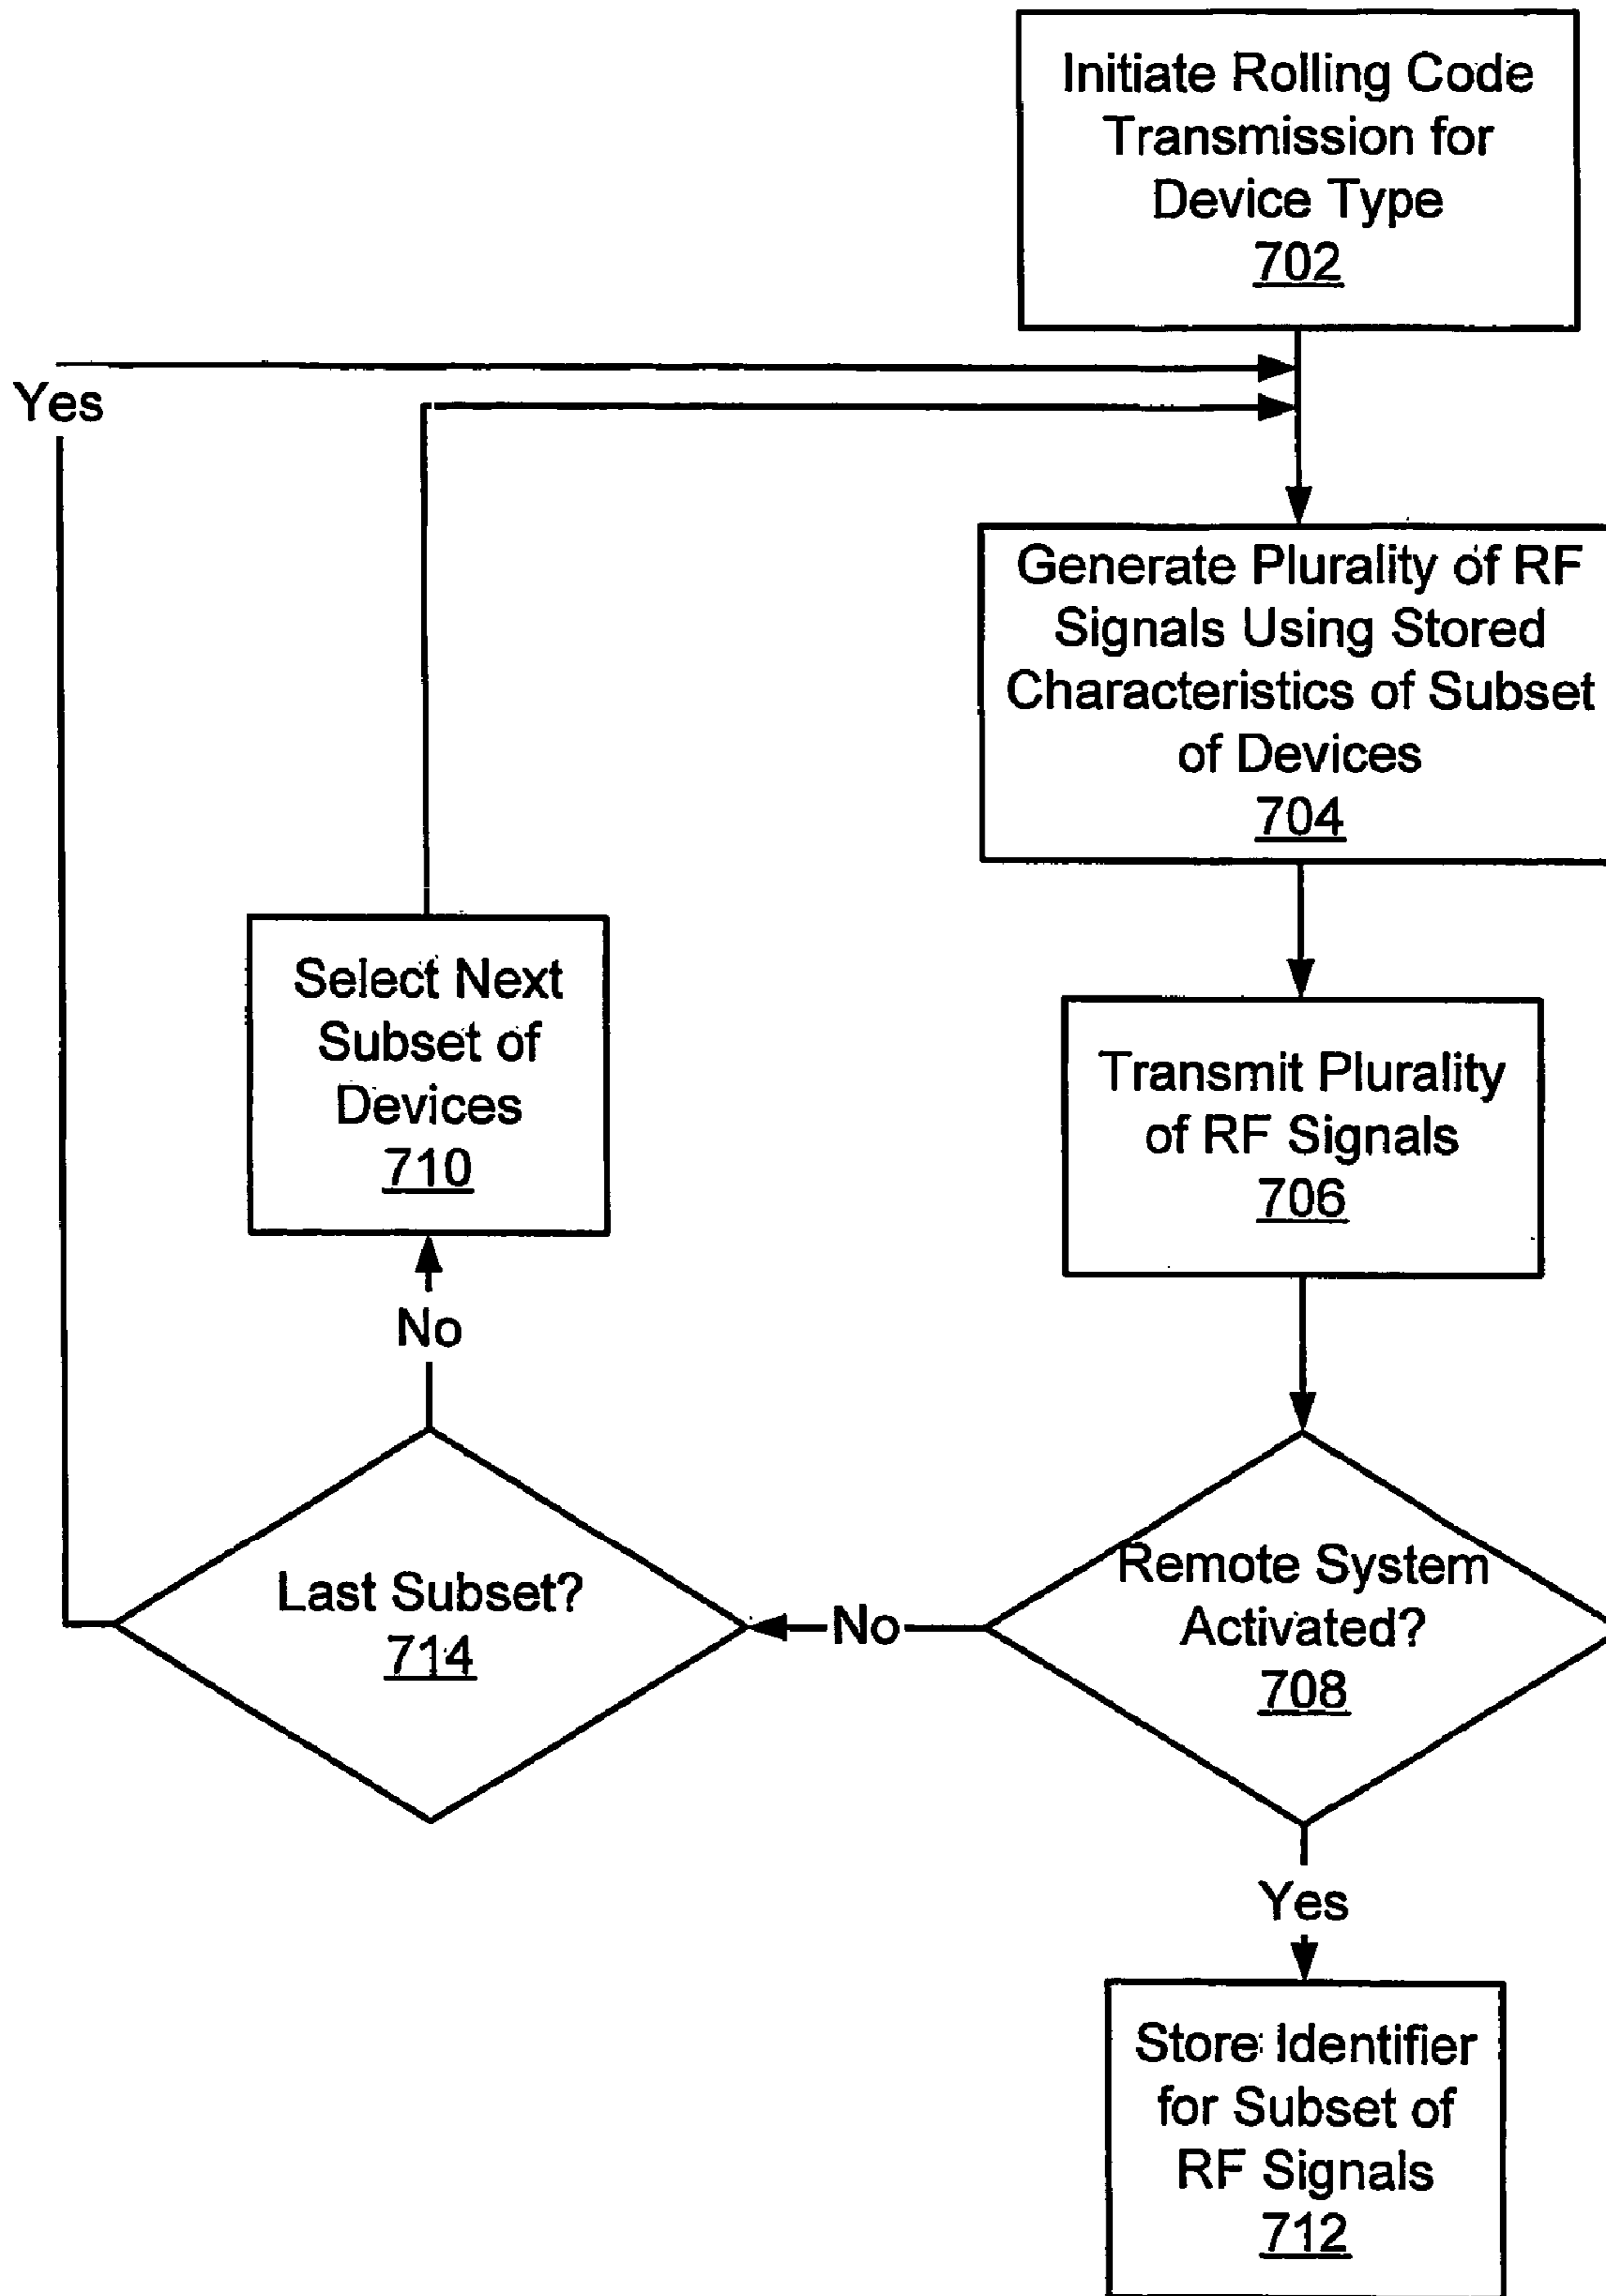 Initiate Rolling Code
Transmission for
Device Type
702
Yes
Generate Plurality of RF
Signals Using Stored
Characteristics of Subset
of Devices
704
Select Next
Subset of
Devices
710
Transmit Plurality
of RF Signals
706
No
Last Subset?
714
No
Remote System
Activated?
708
Yes
Store Identifier
for Subset of
RF Signals
712